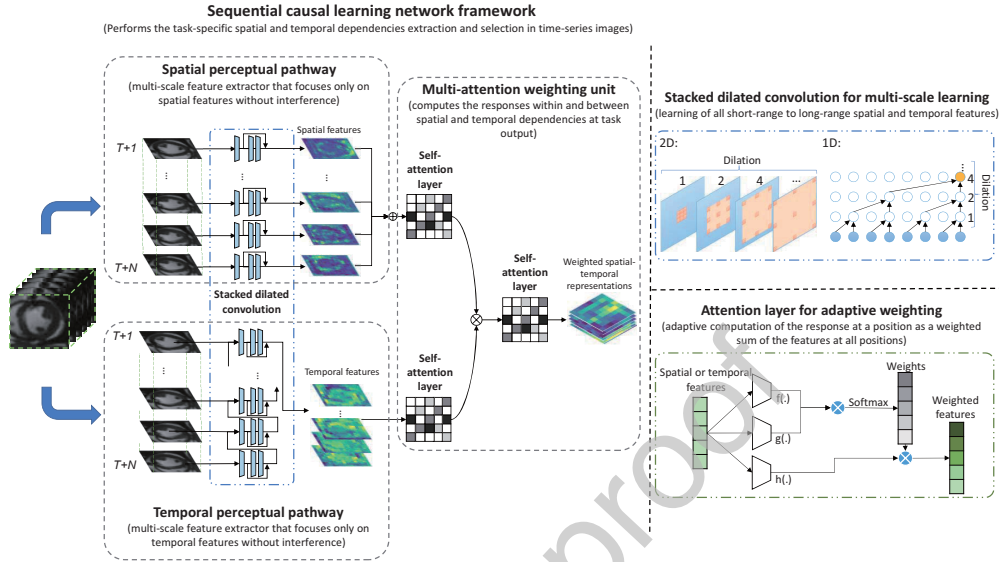 Sequential causal learning network framework
(Performs the task-specific spatial and temporal dependencies extraction and selection in time-series images)
Spatial perceptual pathway
(multi-scale feature extractor that focuses only on
spatial features without interference)
Spatial features
T+1
T+N
Stacked dilated
convolution
T+1
Temporal features
...
T+N
Temporal perceptual pathway
(multi-scale feature extractor that focuses only on
temporal features without interference)
Multi-attention weighting unit
(computes the responses within and between
spatial and temporal dependencies at task
output)
Self-
attention
layer
Self-
attention
layer
Self-
attention
layer
Weighted spatial-
temporal
representations
Stacked dilated convolution for multi-scale learning
(learning of all short-range to long-range spatial and temporal features)
2D:
Dilation
1 2 4 ...
1D:
...
4
2
1
Dilation
Attention layer for adaptive weighting
(adaptive computation of the response at a position as a weighted
sum of the features at all positions)
Spatial or temporal
features
f(.)
g(.)
h(.)
Softmax
Weights
Weighted
features
proof